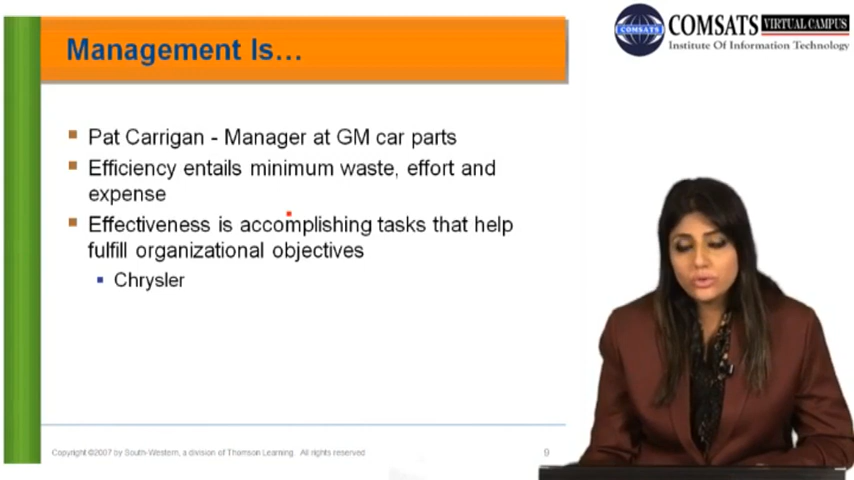 Management Is...
COMSATS VIRTUAL CAMPUS
Institute Of Information Technology
COMSATS
Pat Carrigan - Manager at GM car parts
Efficiency entails minimum waste, effort and
expense
Effectiveness is accomplishing tasks that help
fulfill organizational objectives
Chrysler
Copyright ©2007 by South-Western, a division of Thomson Learning. All rights reserved
9